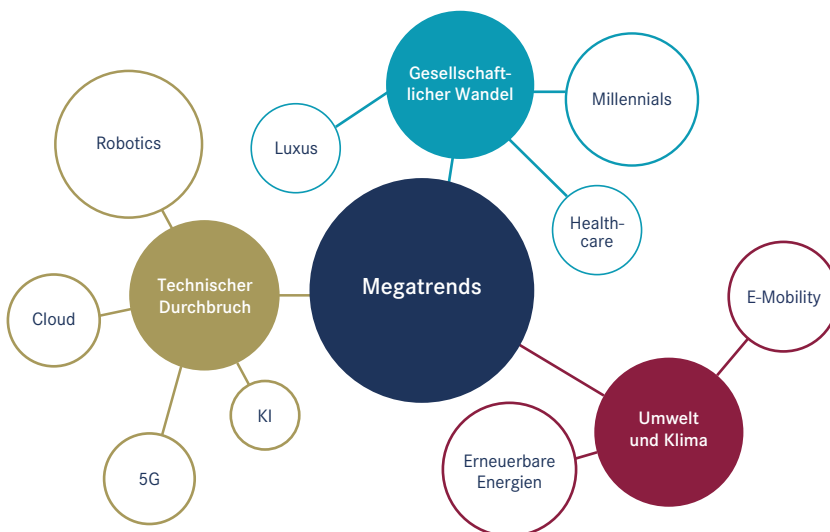 Gesellschaft-
licher Wandel
Millennials
Robotics
Luxus
Health-
care
Megatrends
Technischer
Durchbruch
E-Mobility
Cloud
KI
Umwelt
und Klima
Erneuerbare
Energien
5G